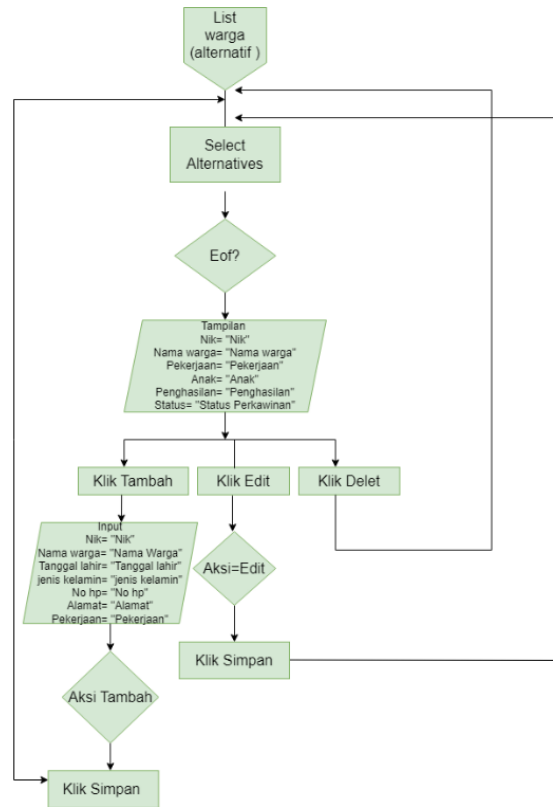 List
warga
(alternatif )
Select
Alternatives
Eof?
Tampilan
Nik= "Nik"
Nama warga= "Nama warga"
Pekerjaan= "Pekerjaan"
Anak= "Anak"
Penghasilan= "Penghasilan"
Status= "Status Perkawinan"
Klik Tambah
Klik Edit
Klik Delet
Input
Nik= "Nik"
Nama warga= "Nama Warga"
Tanggal lahir= "Tanggal lahir"
jenis kelamin= "jenis kelamin"
No hp= "No hp"
Alamat= "Alamat"
Pekerjaan= "Pekerjaan"
Aksi=Edit
Klik Simpan
Aksi Tambah
Klik Simpan